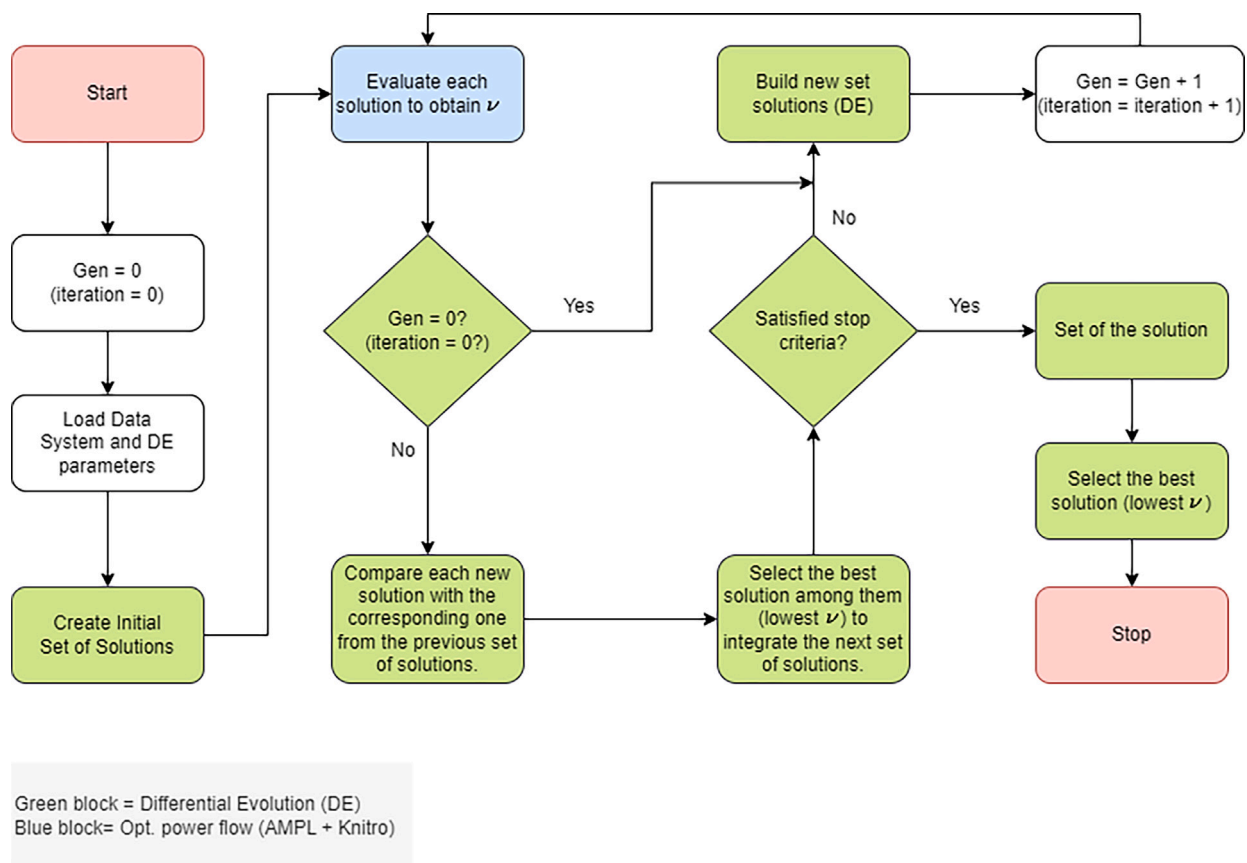 Start
Gen = 0
(iteration = 0)
Load Data
System and DE
parameters
Create Initial
Set of Solutions
Evaluate each
solution to obtain ν
Gen = 0?
(iteration = 0?)
Yes
No
Compare each new
solution with the
corresponding one
from the previous set
of solutions.
Select the best
solution among them
(lowest ν) to
integrate the next set
of solutions.
Satisfied stop
criteria?
No
Yes
Build new set
solutions (DE)
Gen = Gen + 1
(iteration = iteration + 1)
Set of the solution
Select the best
solution (lowest ν)
Stop
Green block = Differential Evolution (DE)
Blue block= Opt. power flow (AMPL + Knitro)